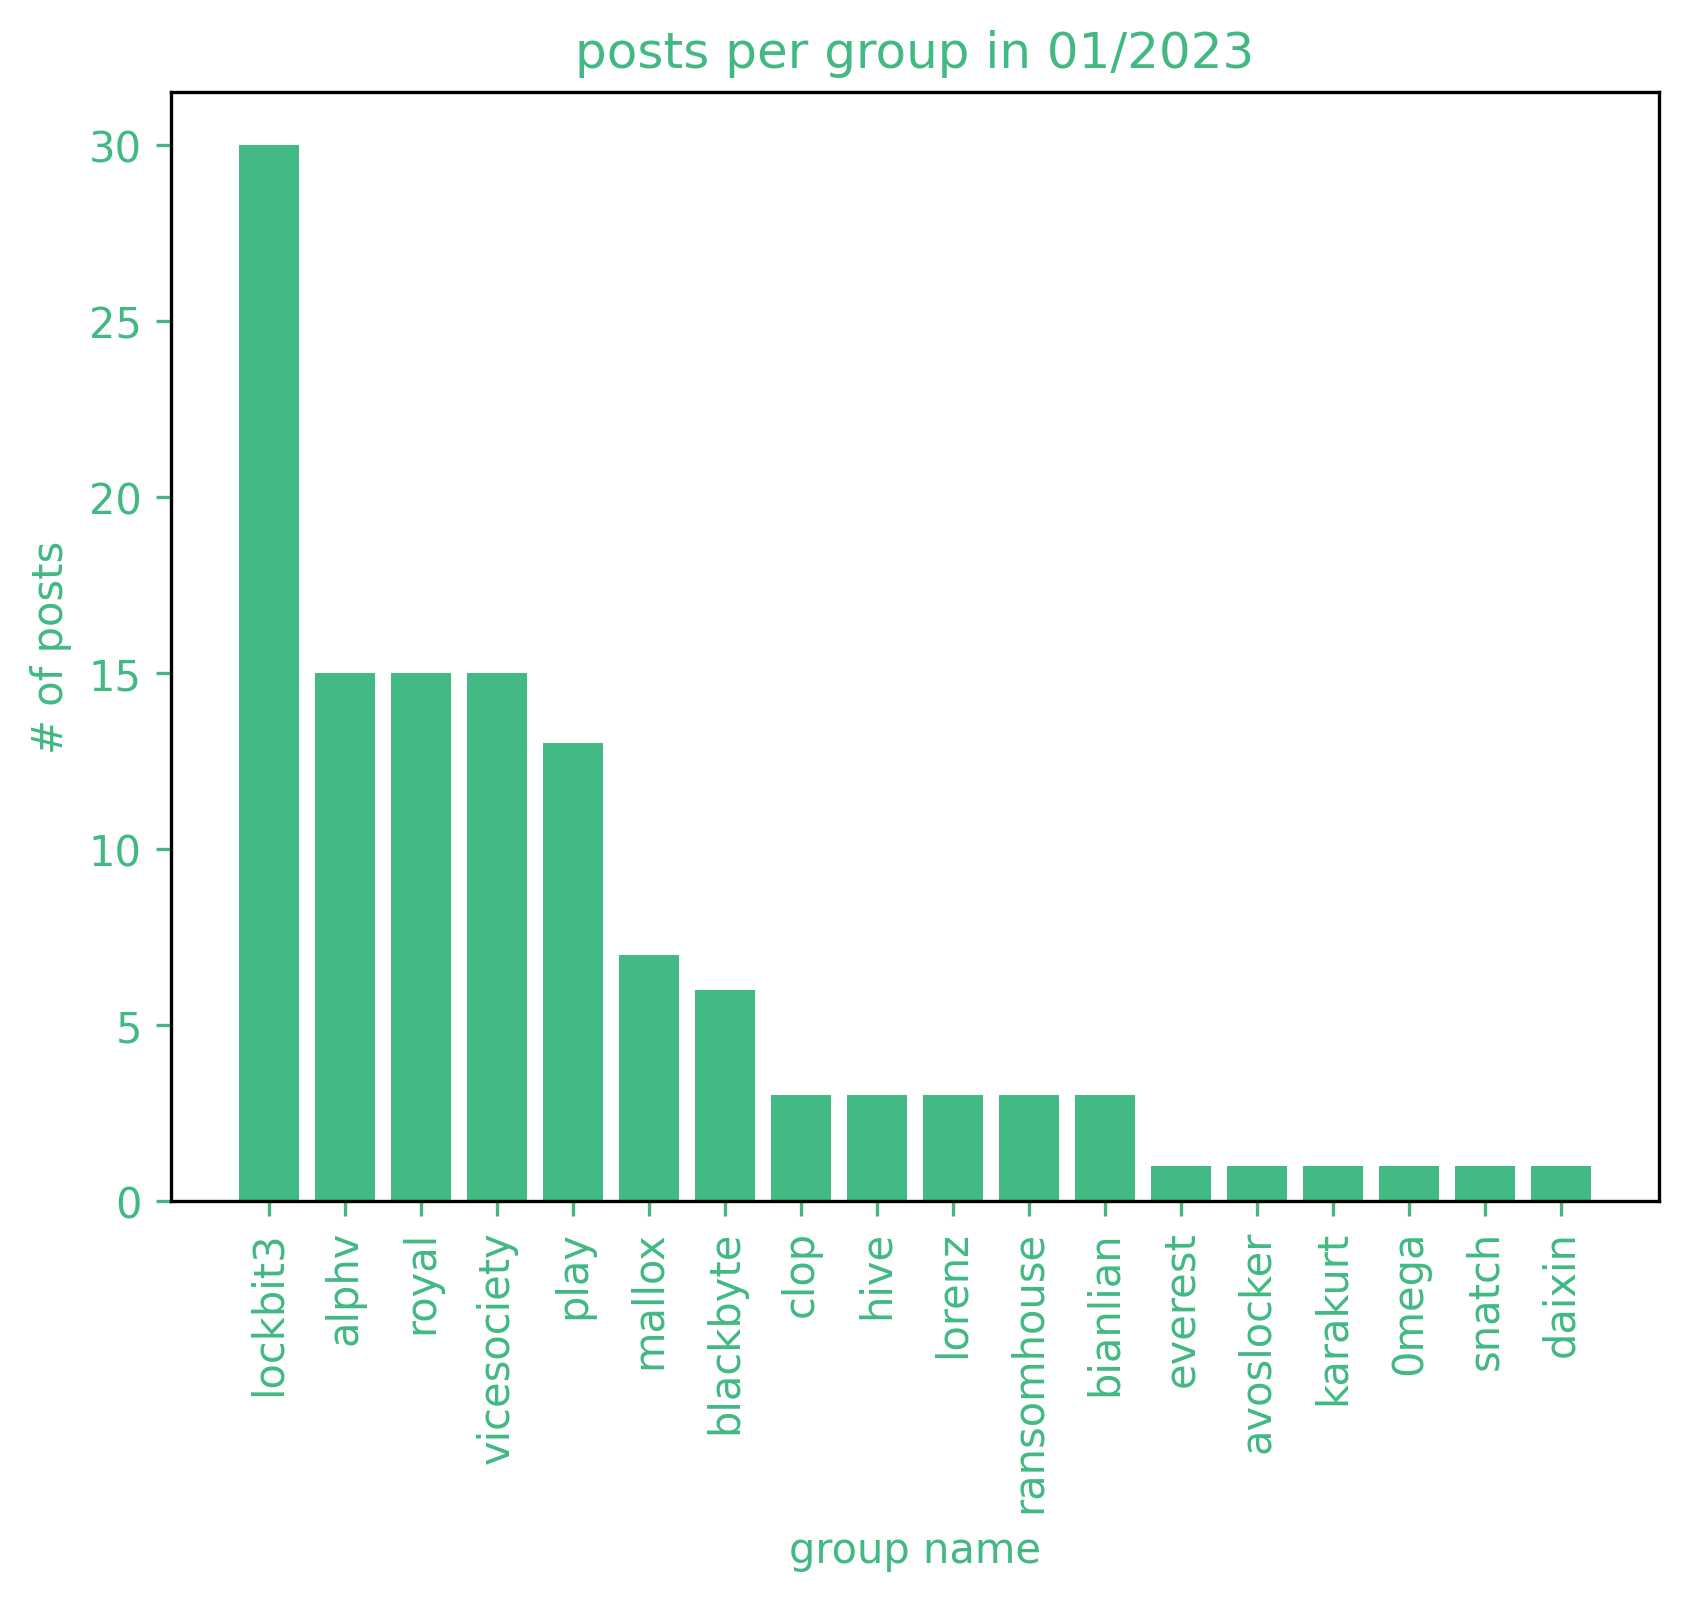 posts per group in 01/2023
# of posts
30
25
20
15
10
5
0
lockbit3
alphv
royal
vicesociety
play
mallox
blackbyte
clop
hive
lorenz
ransomhouse
bianlian
everest
avoslocker
karakurt
0mega
snatch
daixin
group name